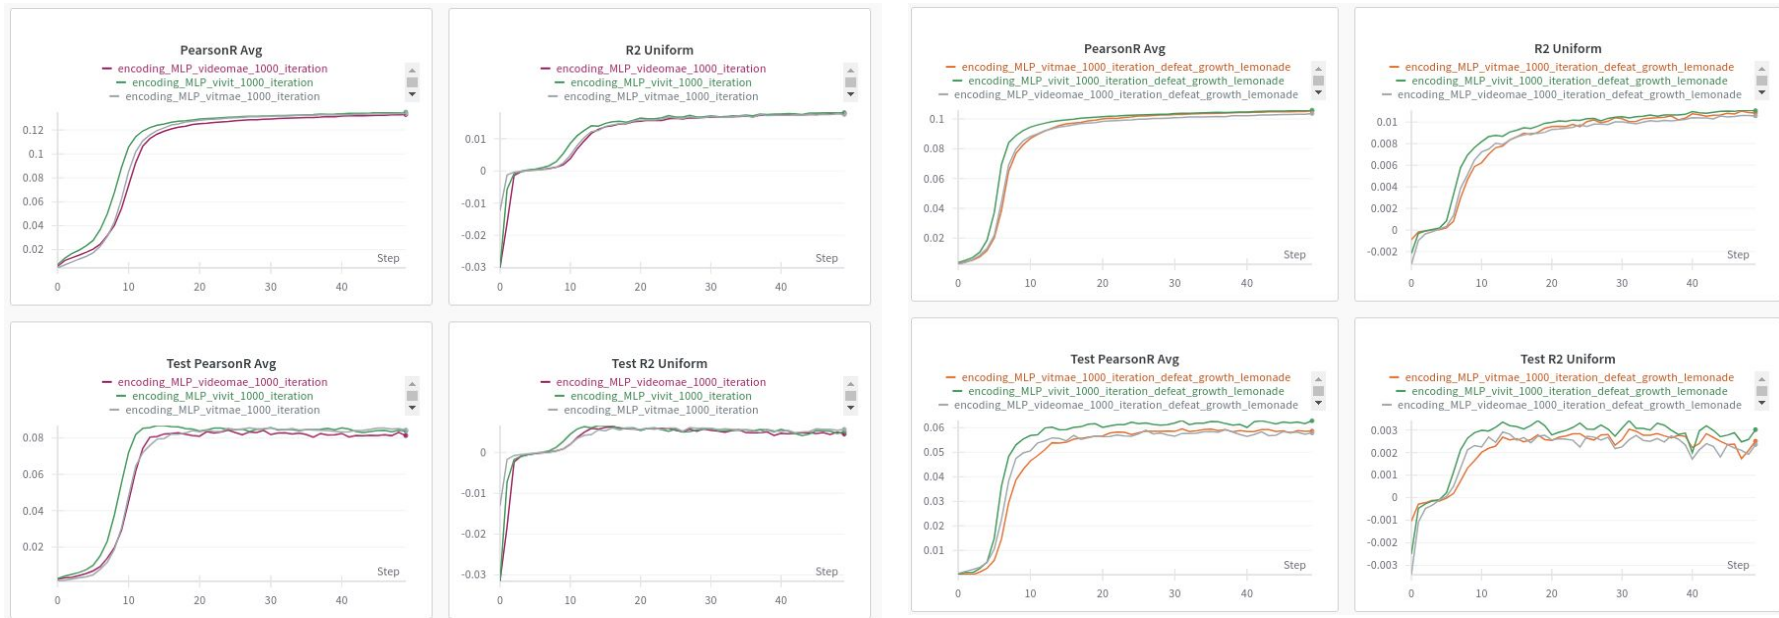 PearsonR Avg
encoding_MLP_videomae_1000_iteration
encoding_MLP_vivit_1000_iteration
encoding_MLP_vitmae_1000_iteration
0.12
0.1
0.08
0.06
0.04
0.02
Step
0 10 20 30 40
R2 Uniform
encoding_MLP_videomae_1000_iteration
encoding_MLP_vivit_1000_iteration
encoding_MLP_vitmae_1000_iteration
0.01
0
-0.01
-0.02
-0.03
Step
0 10 20 30 40
PearsonR Avg
encoding_MLP_vitmae_1000_iteration_defeat_growth_lemonade
encoding_MLP_vivit_1000_iteration_defeat_growth_lemonade
encoding_MLP_videomae_1000_iteration_defeat_growth_lemonade
0.1
0.08
0.06
0.04
0.02
Step
0 10 20 30 40
R2 Uniform
encoding_MLP_vitmae_1000_iteration_defeat_growth_lemonade
encoding_MLP_vivit_1000_iteration_defeat_growth_lemonade
encoding_MLP_videomae_1000_iteration_defeat_growth_lemonade
0.01
0.008
0.006
0.004
0.002
0
-0.002
Step
0 10 20 30 40
Test PearsonR Avg
encoding_MLP_videomae_1000_iteration
encoding_MLP_vivit_1000_iteration
encoding_MLP_vitmae_1000_iteration
0.08
0.06
0.04
0.02
Step
0 10 20 30 40
Test R2 Uniform
encoding_MLP_videomae_1000_iteration
encoding_MLP_vivit_1000_iteration
encoding_MLP_vitmae_1000_iteration
0
-0.01
-0.02
-0.03
Step
0 10 20 30 40
Test PearsonR Avg
encoding_MLP_vitmae_1000_iteration_defeat_growth_lemonade
encoding_MLP_vivit_1000_iteration_defeat_growth_lemonade
encoding_MLP_videomae_1000_iteration_defeat_growth_lemonade
0.06
0.05
0.04
0.03
0.02
0.01
Step
0 10 20 30 40
Test R2 Uniform
encoding_MLP_vitmae_1000_iteration_defeat_growth_lemonade
encoding_MLP_vivit_1000_iteration_defeat_growth_lemonade
encoding_MLP_videomae_1000_iteration_defeat_growth_lemonade
0.003
0.002
0.001
0
-0.001
-0.002
-0.003
Step
0 10 20 30 40